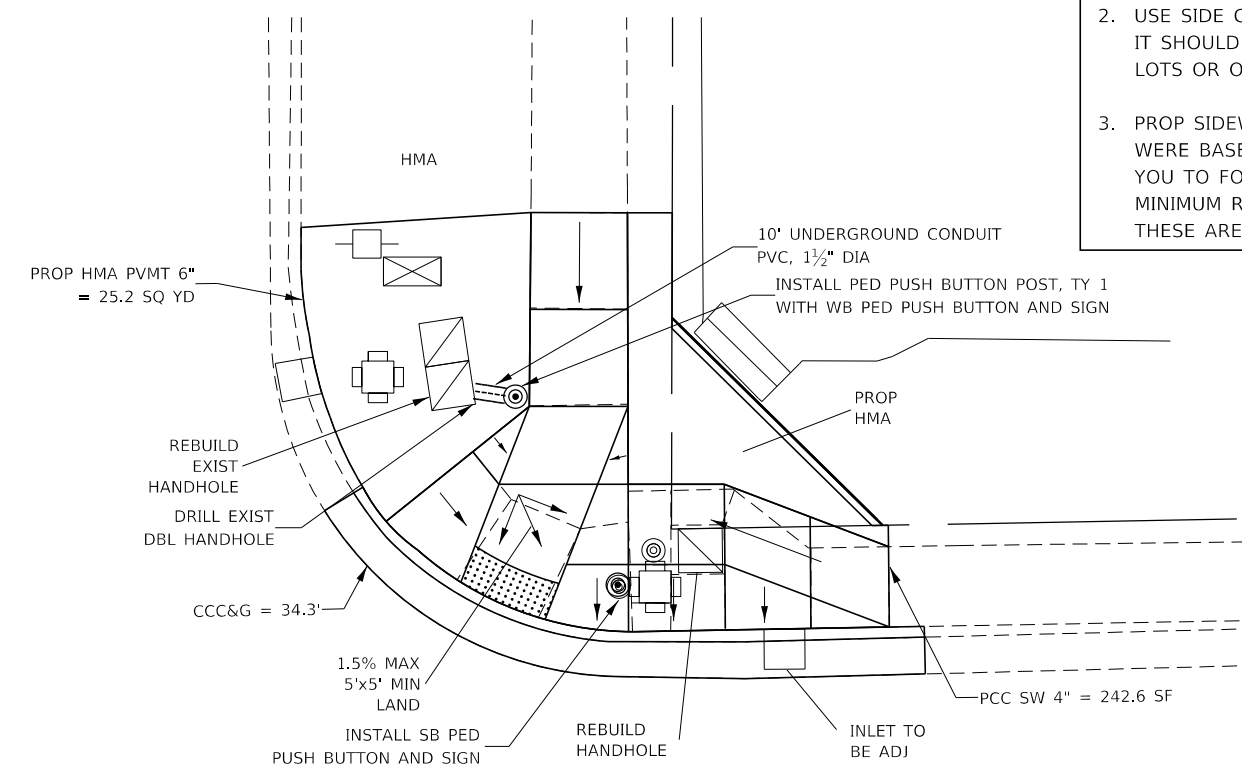 2. USE SIDE
IT SHOULD
LOTS OR
3. PROP
WERE
YOU TO
MINIMUM
THESE ARE
HMA
10' UNDERGROUND CONDUIT
PVC, 1½" DIA
PROP HMA PVMT 6"
= 25.2 SQ YD
INSTALL PED PUSH BUTTON POST, TY 1
WITH WB PED PUSH BUTTON AND SIGN
PROP
HMA
REBUILD
EXIST
HANDHOLE
DRILL EXIST
DBL HANDHOLE
CCC&G = 34.3'
1.5% MAX
5'x5' MIN
LAND
PCC SW 4" = 242.6 SF
INSTALL SB PED
PUSH BUTTON AND SIGN
REBUILD
HANDHOLE
INLET TO
BE ADJ